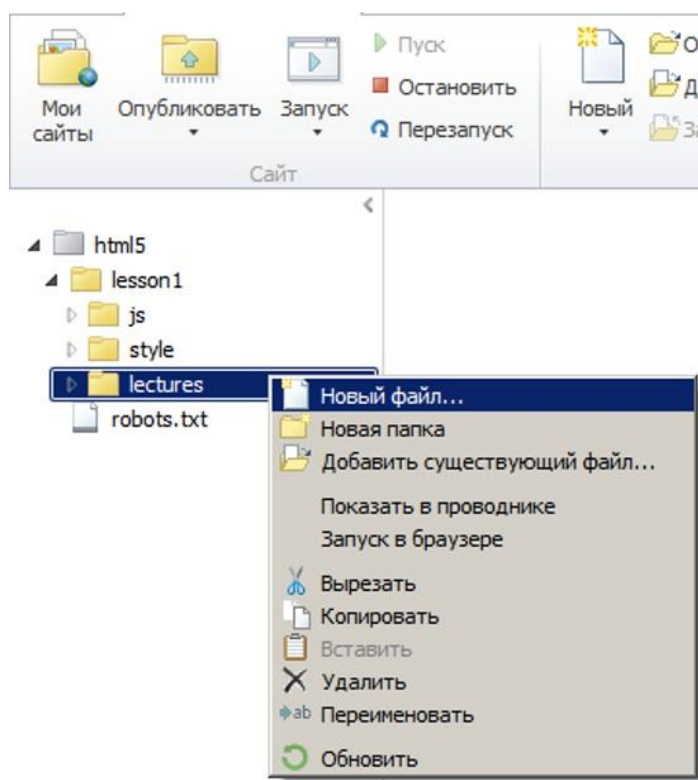 Мои сайты
Опубликовать
Запуск
Пуск
Остановить
Перезапуск
Новый
Сайт
html5
lesson1
js
style
lectures
robots.txt
Новый файл...
Новая папка
Добавить существующий файл...
Показать в проводнике
Запуск в браузере
Вырезать
Копировать
Вставить
Удалить
ab Переименовать
Обновить